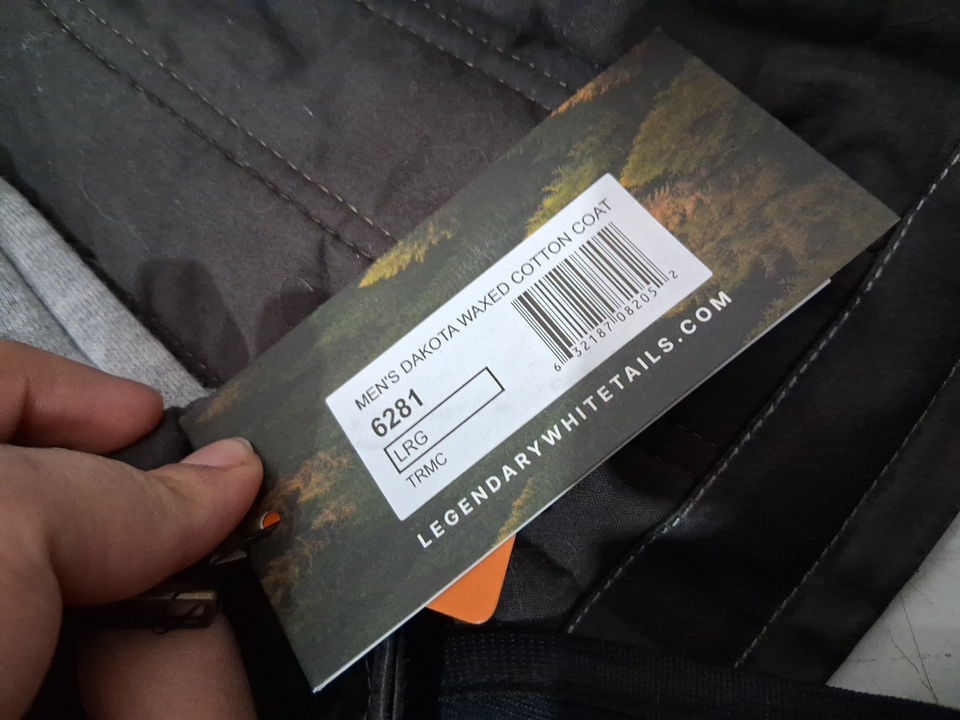 MEN'S DAKOTA WAXED COTTON COAT
6281
LRG
TRMC
6 32187 08205 2
LEGENDARYWHITETAILS.COM